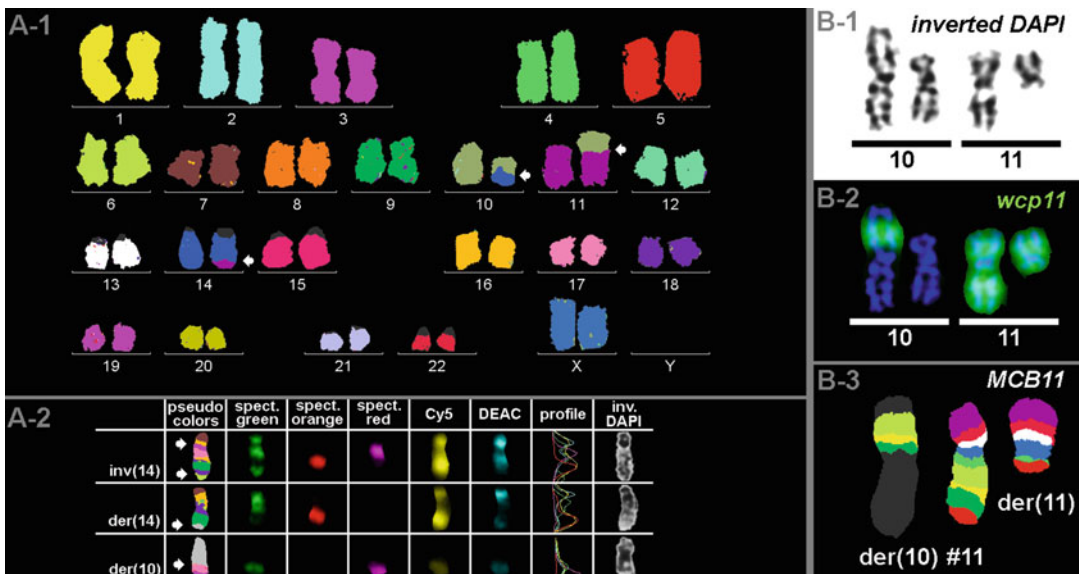 A-1
1 2 3 4 5
6 7 8 9 10 11 12
13 14 15 16 17 18
19 20 21 22 X Y
A-2
pseudo colors spect. green spect. orange spect. red Cy5 DEAC profile inv. DAPI
inv(14)
der(14)
der(10)
B-1 inverted DAPI
10 11
B-2 wcp11
10 11
B-3 MCB11
der(11)
der(10) #11